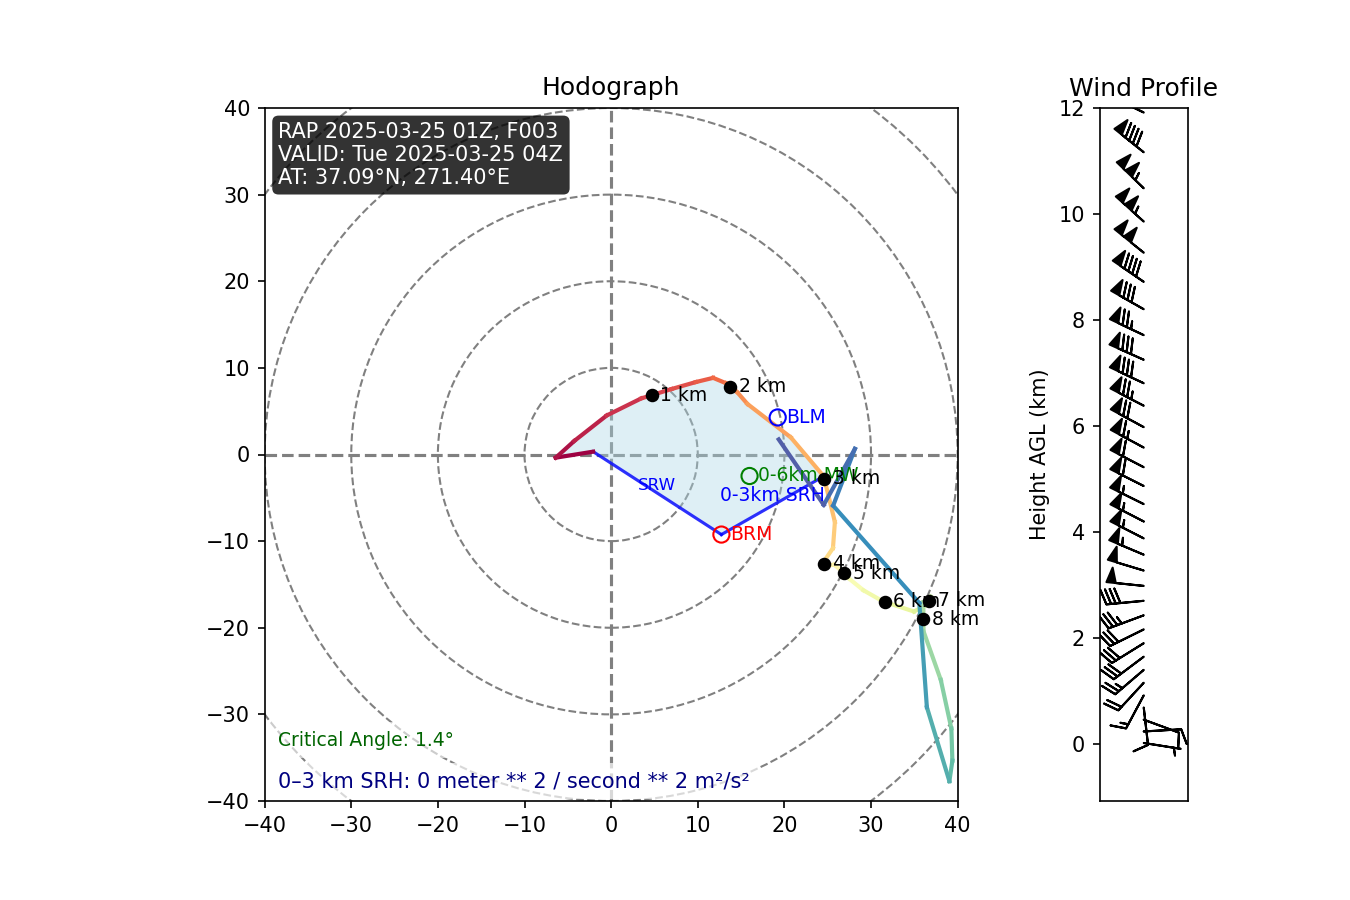 Hodograph
Wind Profile
RAP 2025-03-25 01Z, F003
VALID: Tue 2025-03-25 04Z
AT: 37.09°N, 271.40°E
40
30
20
10
0
−10
−20
−30
−40
−40
−30
−20
−10
0
10
20
30
40
1 km
2 km
BLM
0-6km MW
3 km
SRW
0-3km SRH
BRM
4 km
5 km
6 km
7 km
8 km
Critical Angle: 1.4°
0–3 km SRH: 0 meter ** 2 / second ** 2 m²/s²
Height AGL (km)
12
10
8
6
4
2
0